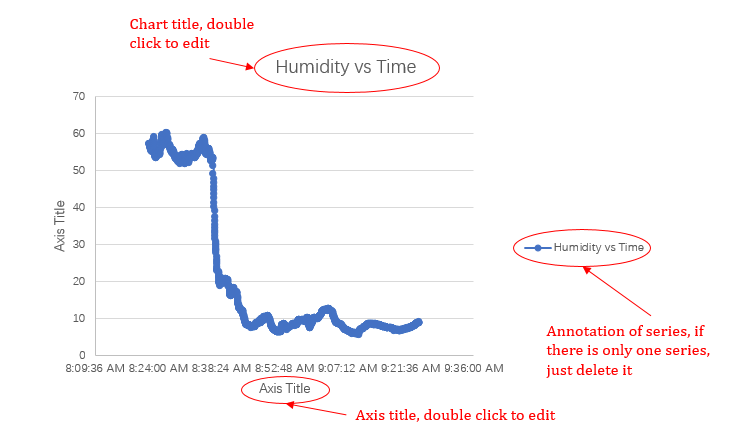 Chart title, double
click to edit
Humidity vs Time
70
60
50
40
30
20
10
0
Axis Title
8:09:36 AM 8:24:00 AM 8:38:24 AM 8:52:48 AM 9:07:12 AM 9:21:36 AM 9:36:00 AM
Axis Title
Humidity vs Time
Annotation of series, if
there is only one series,
just delete it
Axis title, double click to edit